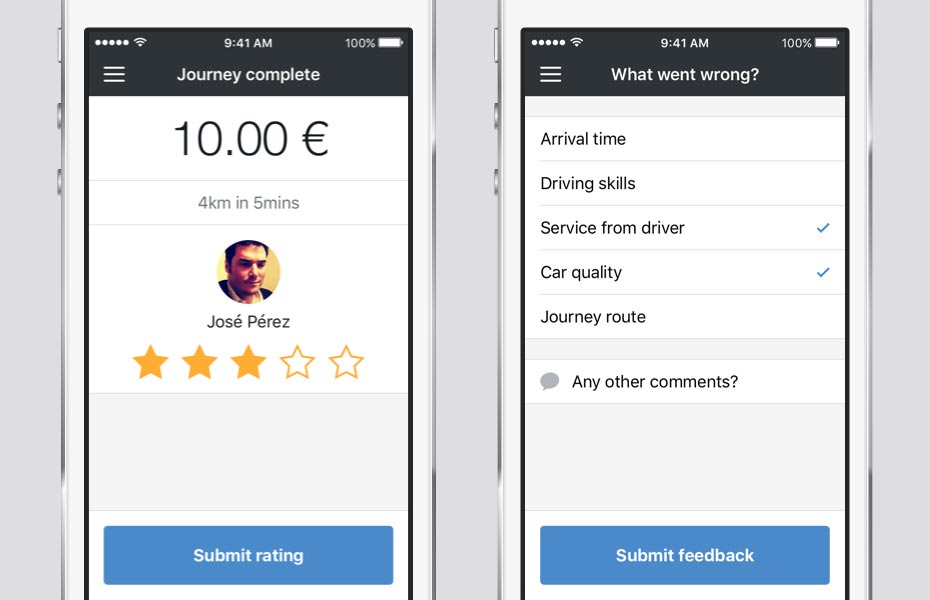 9:41 AM
100%
Journey complete
10.00 €
4km in 5mins
José Pérez
Submit rating
9:41 AM
100%
What went wrong?
Arrival time
Driving skills
Service from driver
Car quality
Journey route
Any other comments?
Submit feedback